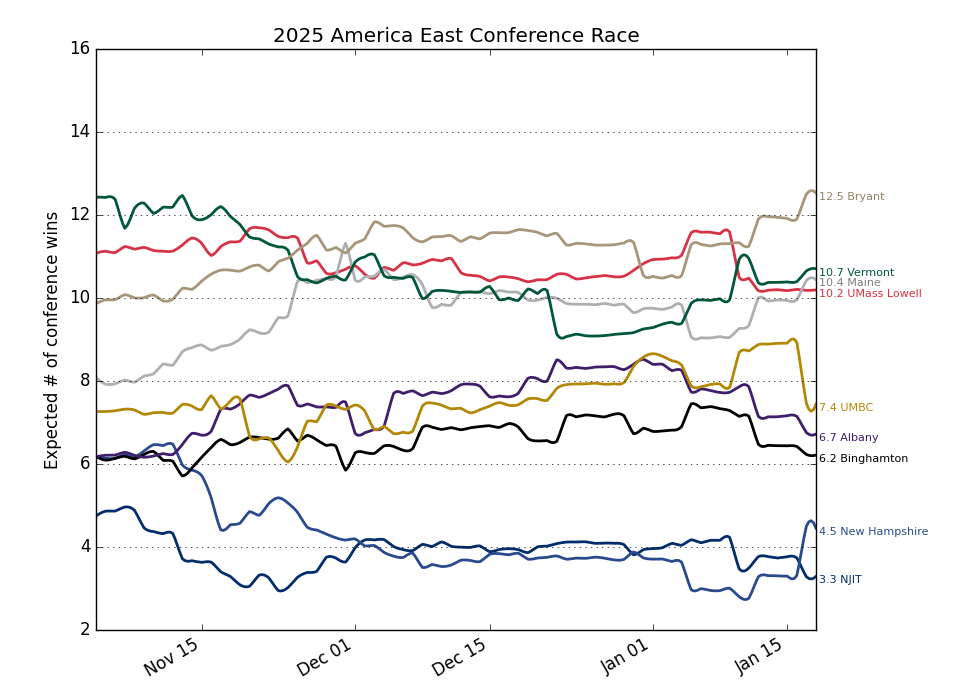 2025 America East Conference Race
Expected # of conference wins
16
14
12
10
8
6
4
2
12.5 Bryant
10.7 Vermont
10.4 Maine
10.2 UMass Lowell
7.4 UMBC
6.7 Albany
6.2 Binghamton
4.5 New Hampshire
3.3 NJIT
Nov 15
Dec 01
Dec 15
Jan 01
Jan 15